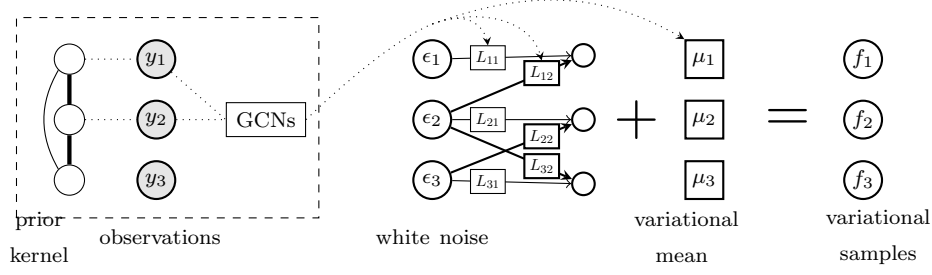 ϵ₁ L₁₁ μ₁ f₁
y₁ L₁₂
y₂ GCNs ϵ₂ L₂₁ + μ₂ = f₂
L₂₂
L₃₂
y₃ ϵ₃ L₃₁ μ₃ f₃
prior
kernel
observations
white noise
variational
mean
variational
samples